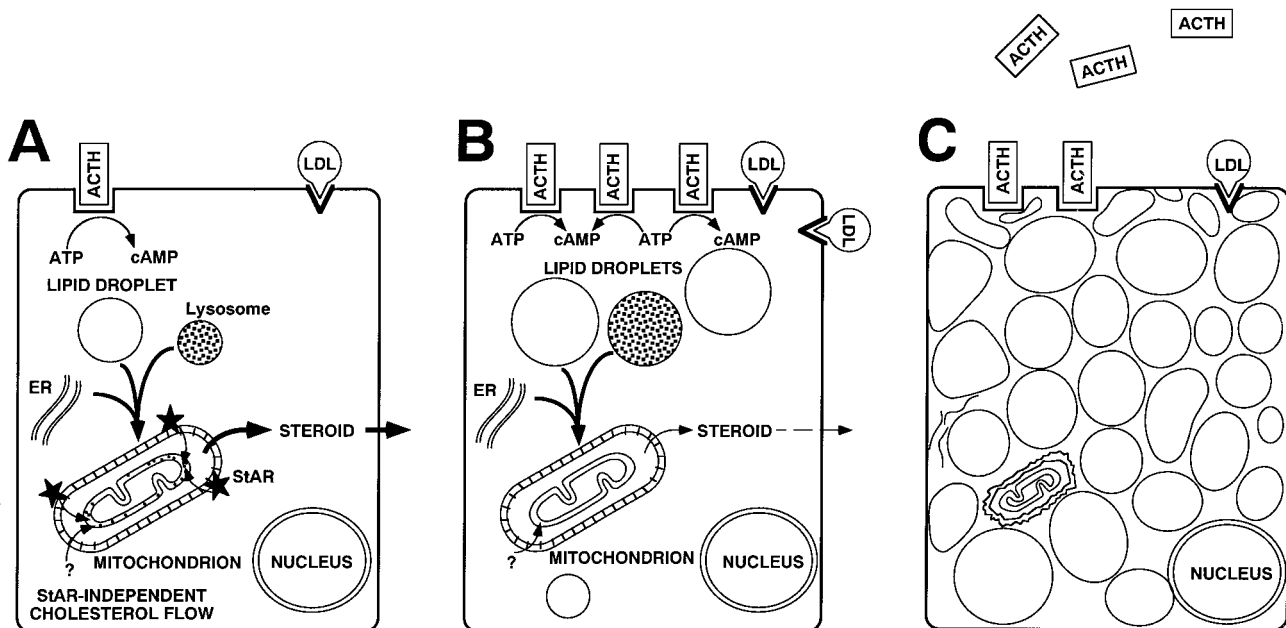 ACTH
ACTH
ACTH
A
ACTH
LDL
ATP
cAMP
LIPID DROPLET
Lysosome
ER
STEROID
StAR
?
MITOCHONDRION
NUCLEUS
StAR-INDEPENDENT
CHOLESTEROL FLOW
B
ACTH
ACTH
ACTH
LDL
LDL
ATP
cAMP
ATP
cAMP
LIPID DROPLETS
ER
STEROID
?
MITOCHONDRION
NUCLEUS
C
ACTH
ACTH
LDL
NUCLEUS